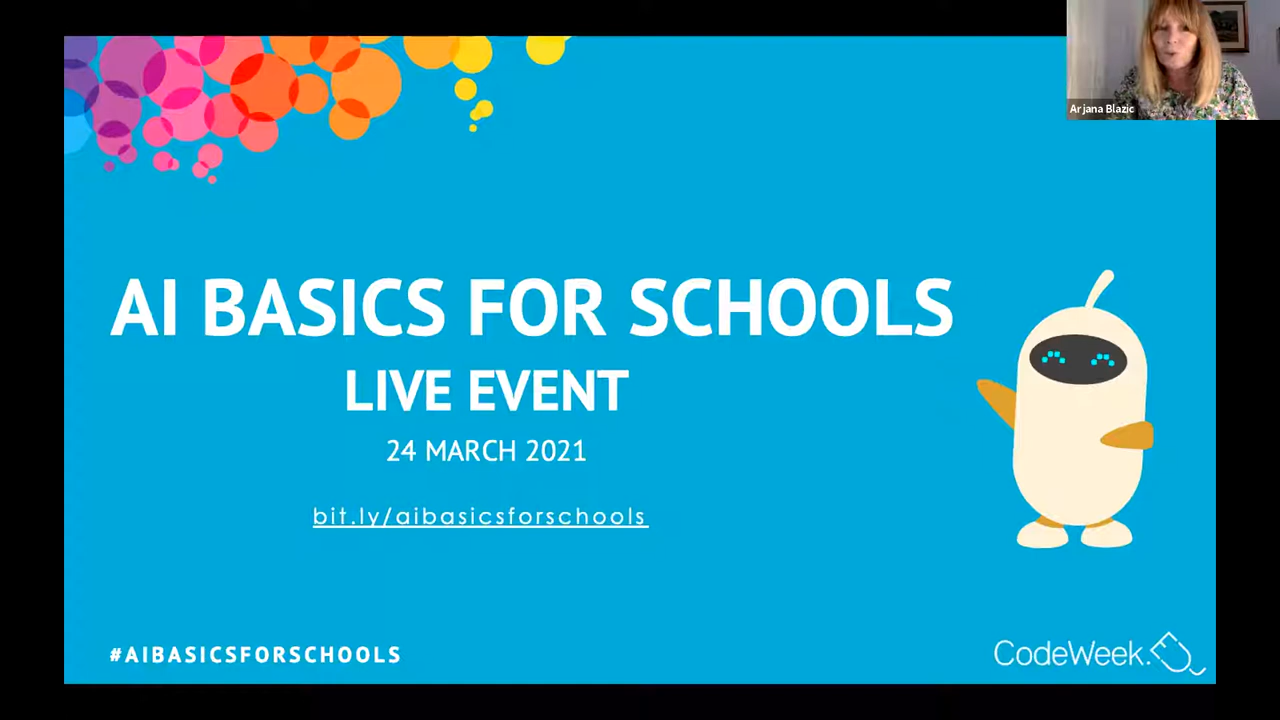 Arjana Blazic
AI BASICS FOR SCHOOLS
LIVE EVENT
24 MARCH 2021
bit.ly/aibasicsforschools
#AIBASICSFORSCHOOLS
CodeWeek.